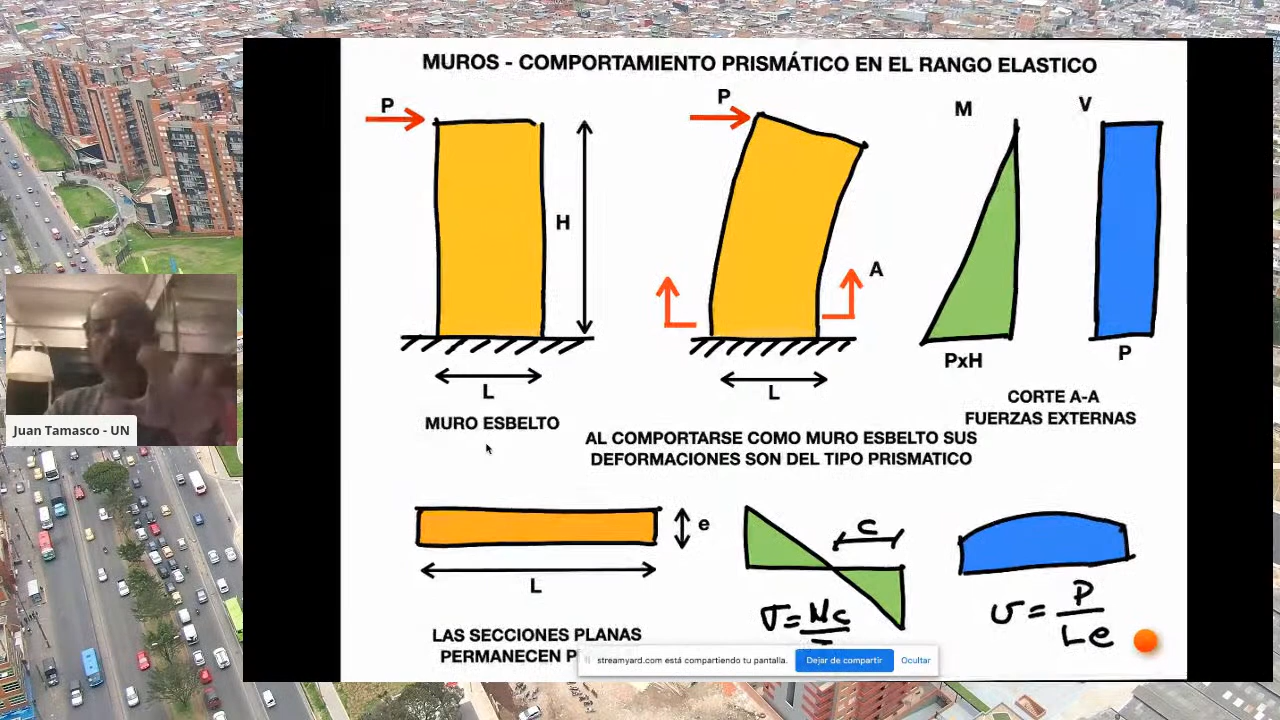 MUROS - COMPORTAMIENTO PRISMÁTICO EN EL RANGO ELASTICO
P
H
L
MURO ESBELTO
P
A
L
M
PxH
V
P
CORTE A-A
FUERZAS EXTERNAS
AL COMPORTARSE COMO MURO ESBELTO SUS
DEFORMACIONES SON DEL TIPO PRISMATICO
e
L
LAS SECCIONES PLANAS
PERMANECEN
C
σ = Mc
υ = P
Le
Juan Tamasco - UN
streamyard.com está compartiendo tu pantalla.
Dejar de compartir
Ocultar